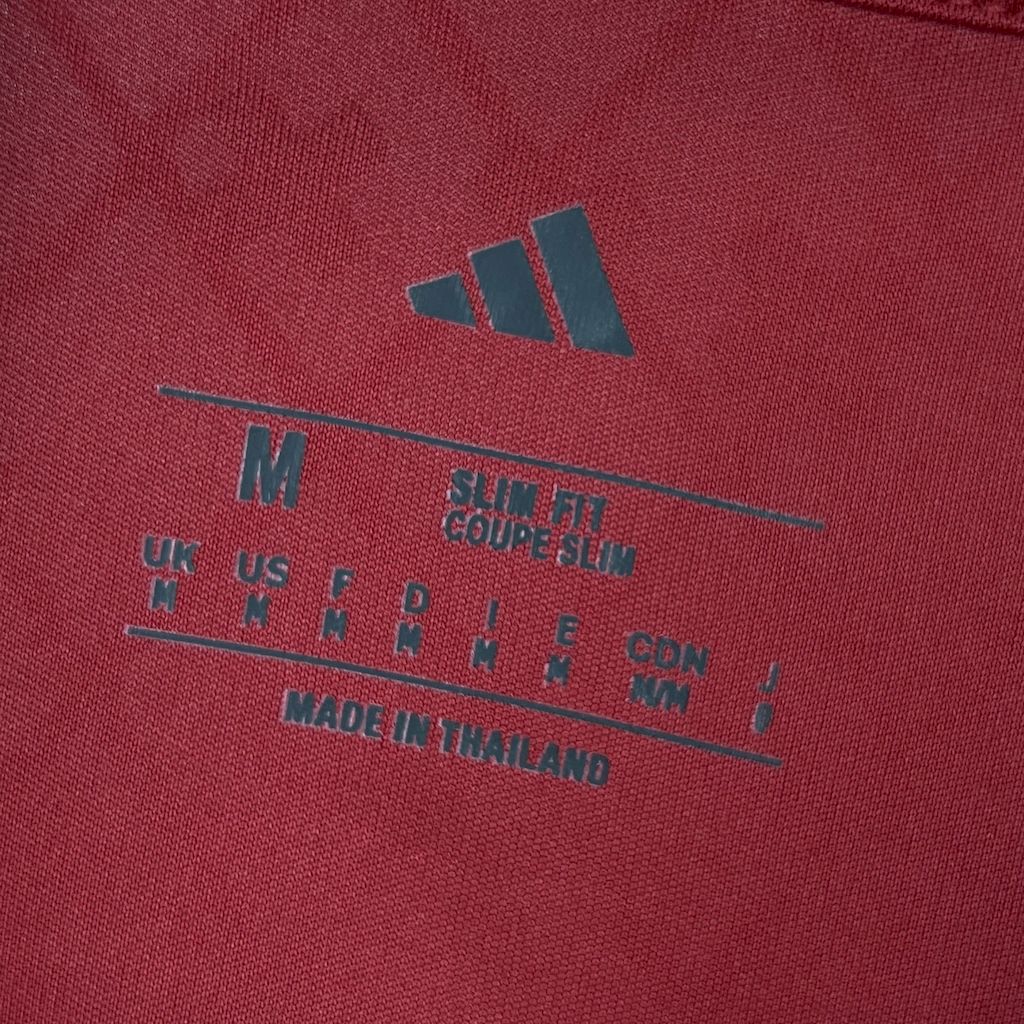 M
SLIM FIT
COUPE SLIM
UK US F D I E CDN J
M M M M M M M/M
MADE IN THAILAND